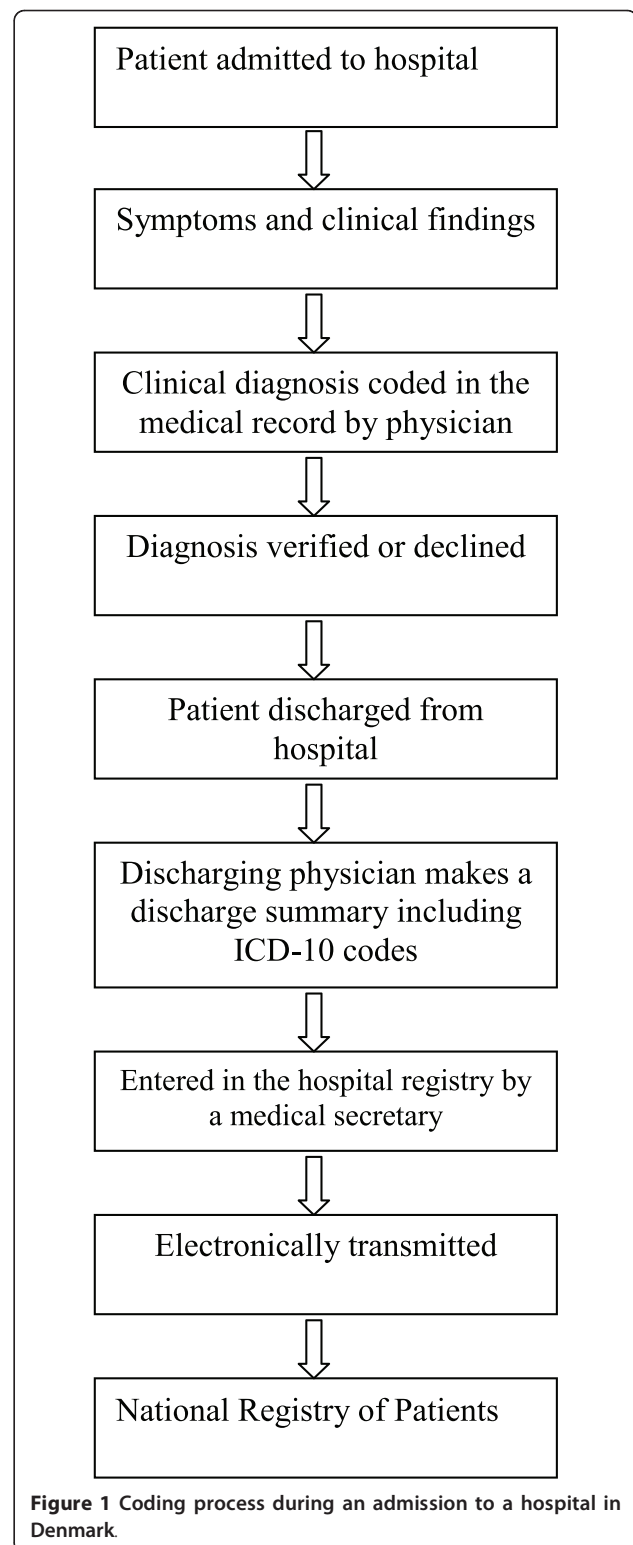 Patient admitted to hospital
Symptoms and clinical findings
Clinical diagnosis coded in the
medical record by physician
Diagnosis verified or declined
Patient discharged from
hospital
Discharging physician makes a
discharge summary including
ICD-10 codes
Entered in the hospital registry by
a medical secretary
Electronically transmitted
National Registry of Patients
Figure 1 Coding process during an admission to a hospital in
Denmark.